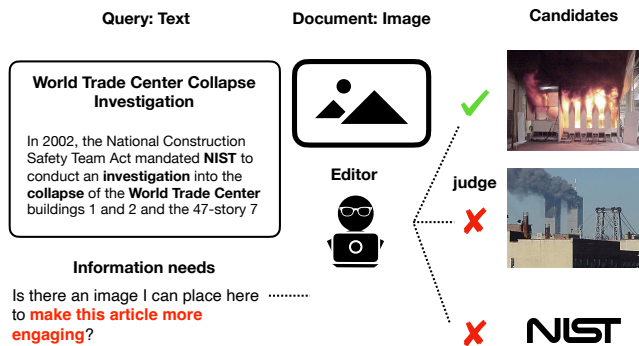 Query: Text
Document: Image
Candidates
World Trade Center Collapse
Investigation
In 2002, the National Construction
Safety Team Act mandated NIST to
conduct an investigation into the
collapse of the World Trade Center
buildings 1 and 2 and the 47-story 7
Editor
judge
Information needs
Is there an image I can place here
to make this article more
engaging?
NIST